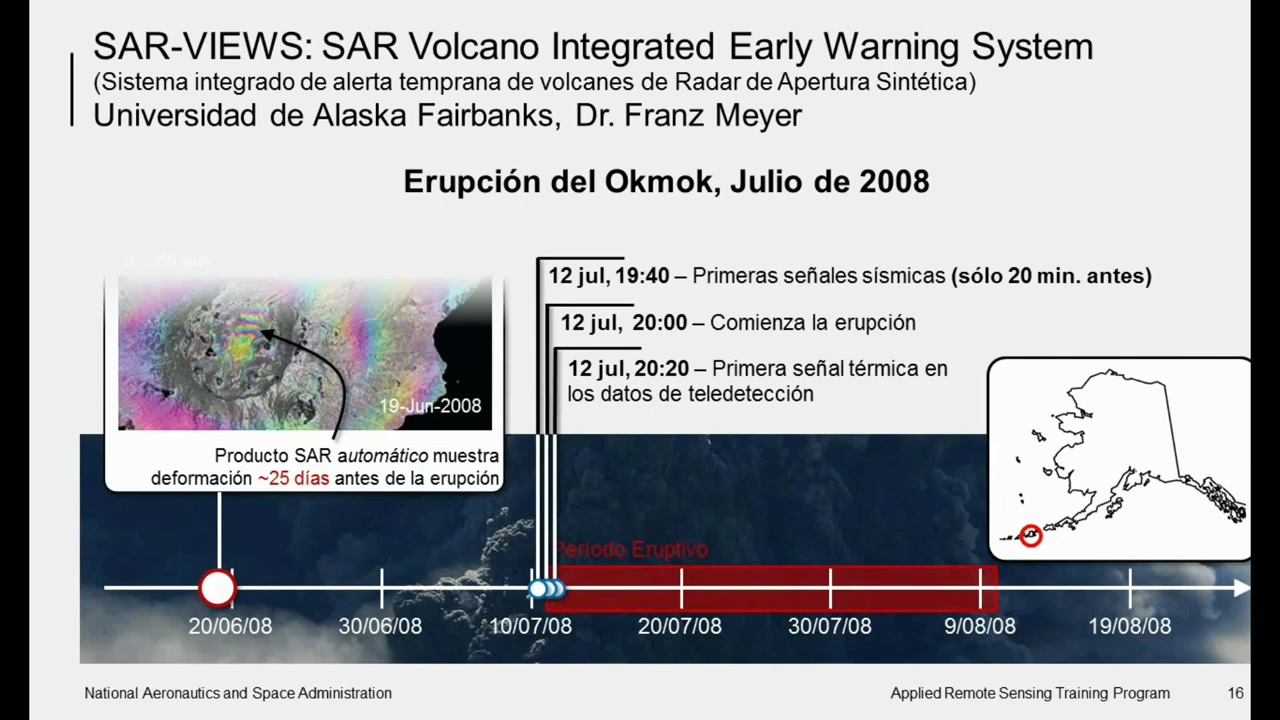 SAR-VIEWS: SAR Volcano Integrated Early Warning System
(Sistema integrado de alerta temprana de volcanes de Radar de Apertura Sintética)
Universidad de Alaska Fairbanks, Dr. Franz Meyer
Erupción del Okmok, Julio de 2008
12 jul, 19:40 – Primeras señales sísmicas (sólo 20 min. antes)
12 jul, 20:00 – Comienza la erupción
12 jul, 20:20 – Primera señal térmica en
los datos de teledetección
19-Jun-2008
Producto SAR automático muestra
deformación ~25 días antes de la erupción
Período Eruptivo
20/06/08 30/06/08 10/07/08 20/07/08 30/07/08 9/08/08 19/08/08
National Aeronautics and Space Administration
Applied Remote Sensing Training Program 16